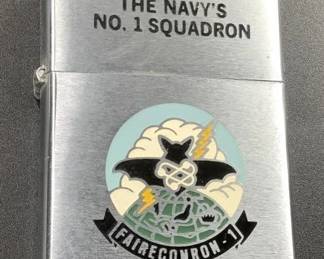 THE NAVY'S
NO. 1 SQUADRON
FAIRECONRON-1